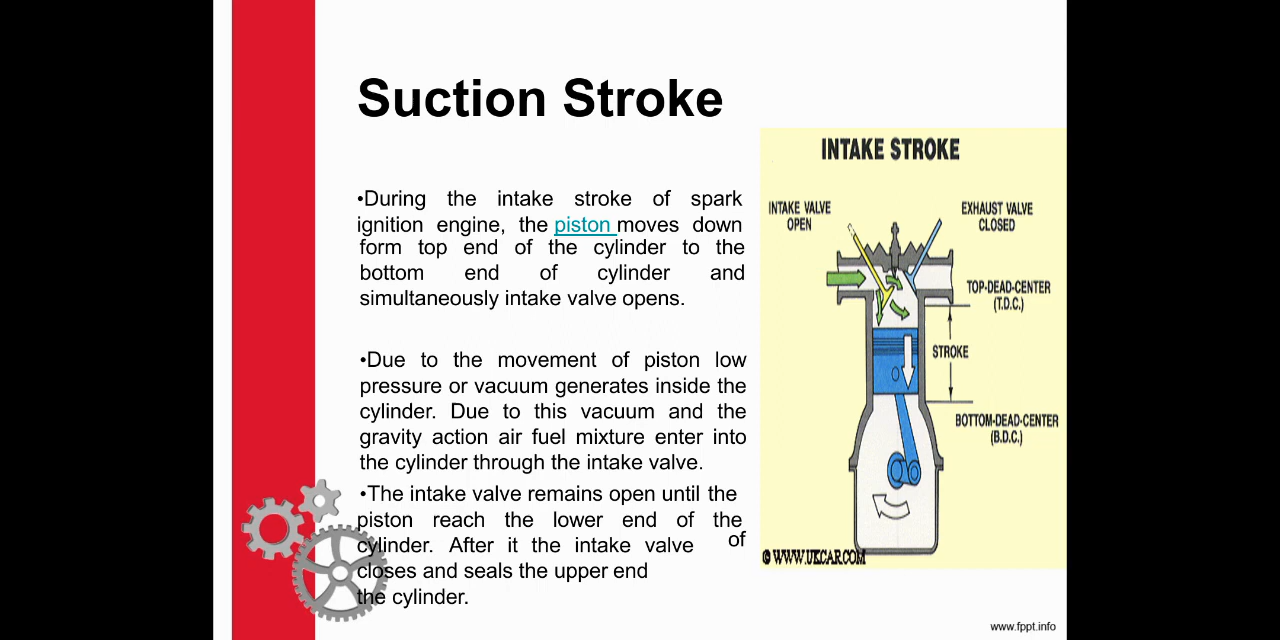 Suction Stroke
•During the intake stroke of spark
ignition engine, the piston moves down
form top end of the cylinder to the
bottom end of cylinder and
simultaneously intake valve opens.
•Due to the movement of piston low
pressure or vacuum generates inside the
cylinder. Due to this vacuum and the
gravity action air fuel mixture enter into
the cylinder through the intake valve.
•The intake valve remains open until the
piston reach the lower end of the
cylinder. After it the intake valve
of
closes and seals the upper end
the cylinder.
INTAKE STROKE
INTAKE VALVE
OPEN
EXHAUST VALVE
CLOSED
TOP-DEAD-CENTER
(T.D.C.)
STROKE
BOTTOM-DEAD-CENTER
(B.D.C.)
© WWW.UKCAR.COM
www.fppt.info